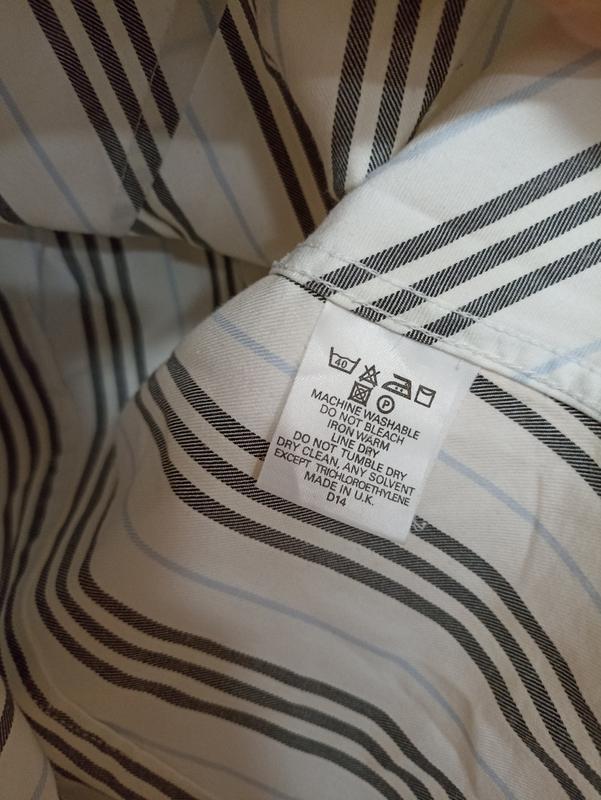 40
P
MACHINE WASHABLE
DO NOT BLEACH
IRON WARM
LINE DRY
DO NOT TUMBLE DRY
DRY CLEAN, ANY SOLVENT
EXCEPT TRICHLOROETHYLENE
MADE IN U.K.
D14